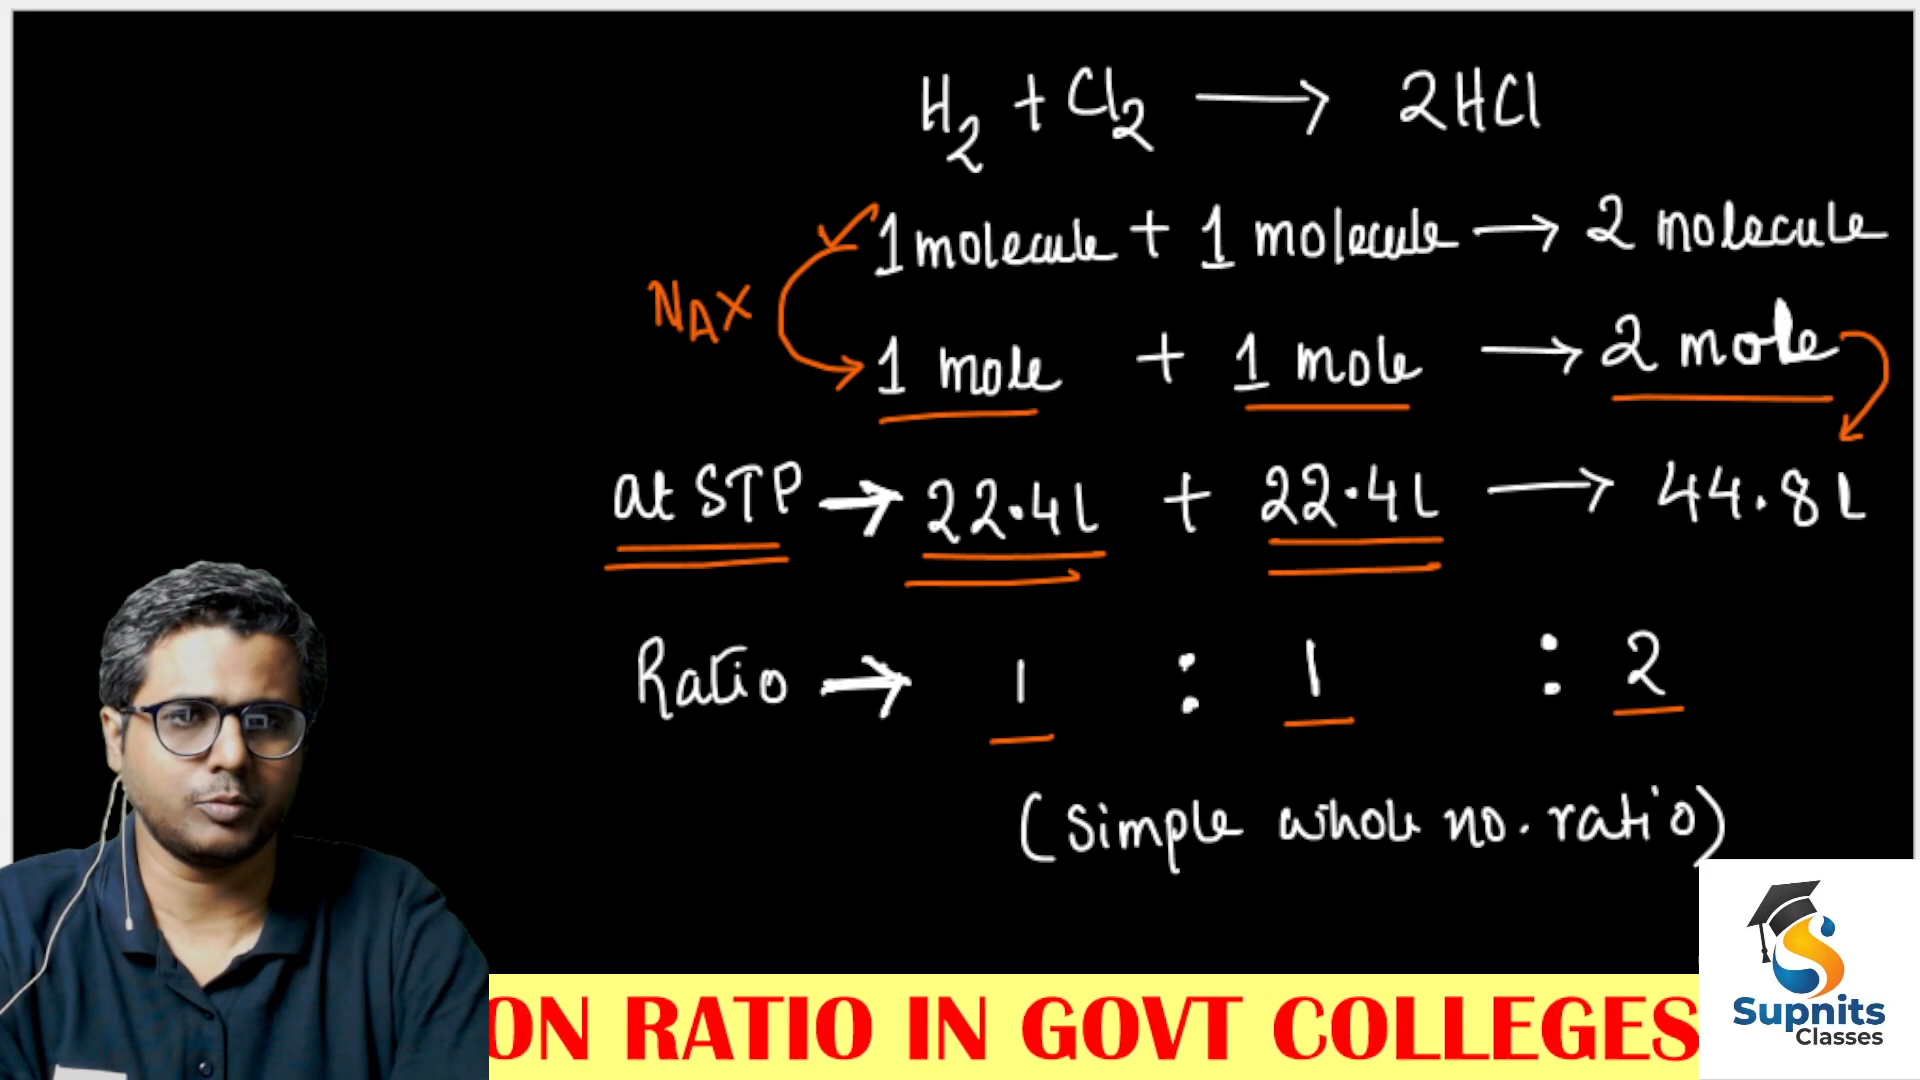 H₂ + Cl₂ → 2HCl
1 molecule + 1 molecule → 2 molecule
NA×
1 mole + 1 mole → 2 mole
at STP → 22.4L + 22.4L → 44.8L
Ratio → 1 : 1 : 2
(simple whole no. ratio)
ON RATIO IN GOVT COLLEGES
Supnits
Classes